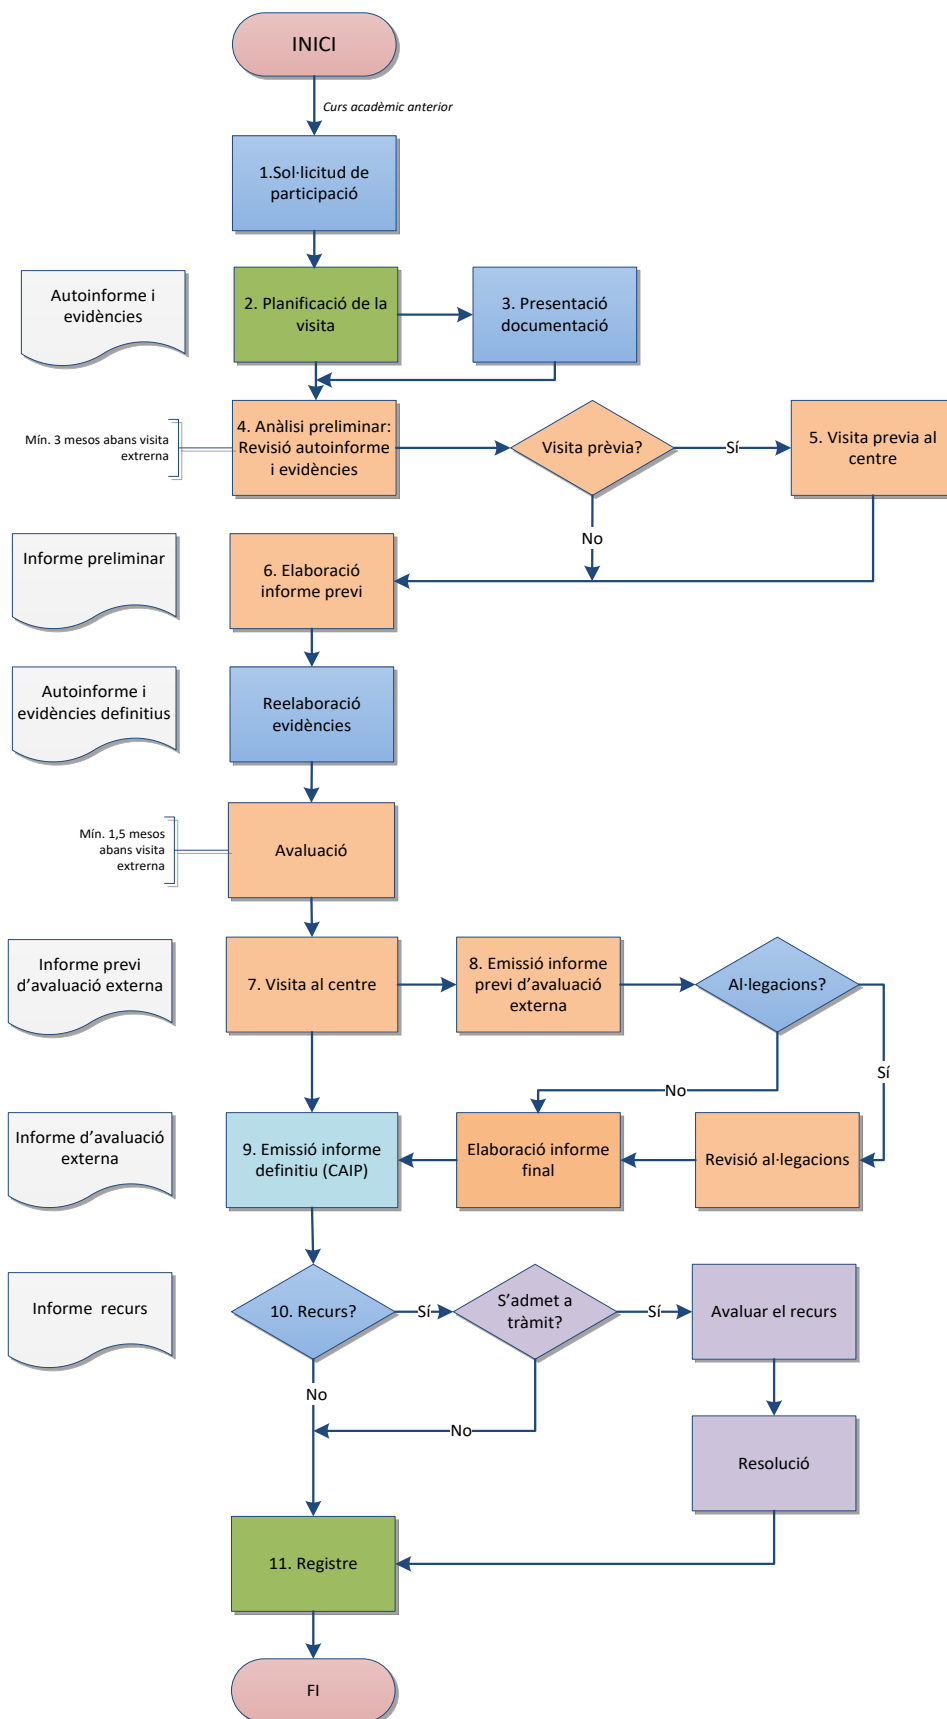 INICI
Curs acadèmic anterior
1.Sol·licitud de
participació
Autoinforme i
evidències
2. Planificació de la
visita
3. Presentació
documentació
Mín. 3 mesos abans visita
extrerna
4. Anàlisi preliminar:
Revisió autoinforme
i evidències
Visita prèvia?
Sí
5. Visita previa al
centre
No
Informe preliminar
6. Elaboració
informe previ
Autoinforme i
evidències definitius
Reelaboració
evidències
Mín. 1,5 mesos
abans visita
extrerna
Avaluació
Informe previ
d’avaluació externa
7. Visita al centre
8. Emissió informe
previ d’avaluació
externa
Al·legacions?
Sí
No
Informe d’avaluació
externa
9. Emissió informe
definitiu (CAIP)
Elaboració informe
final
Revisió al·legacions
Informe  recurs
10. Recurs?
Sí
S’admet a
tràmit?
Sí
Avaluar el recurs
No
No
Resolució
11. Registre
FI